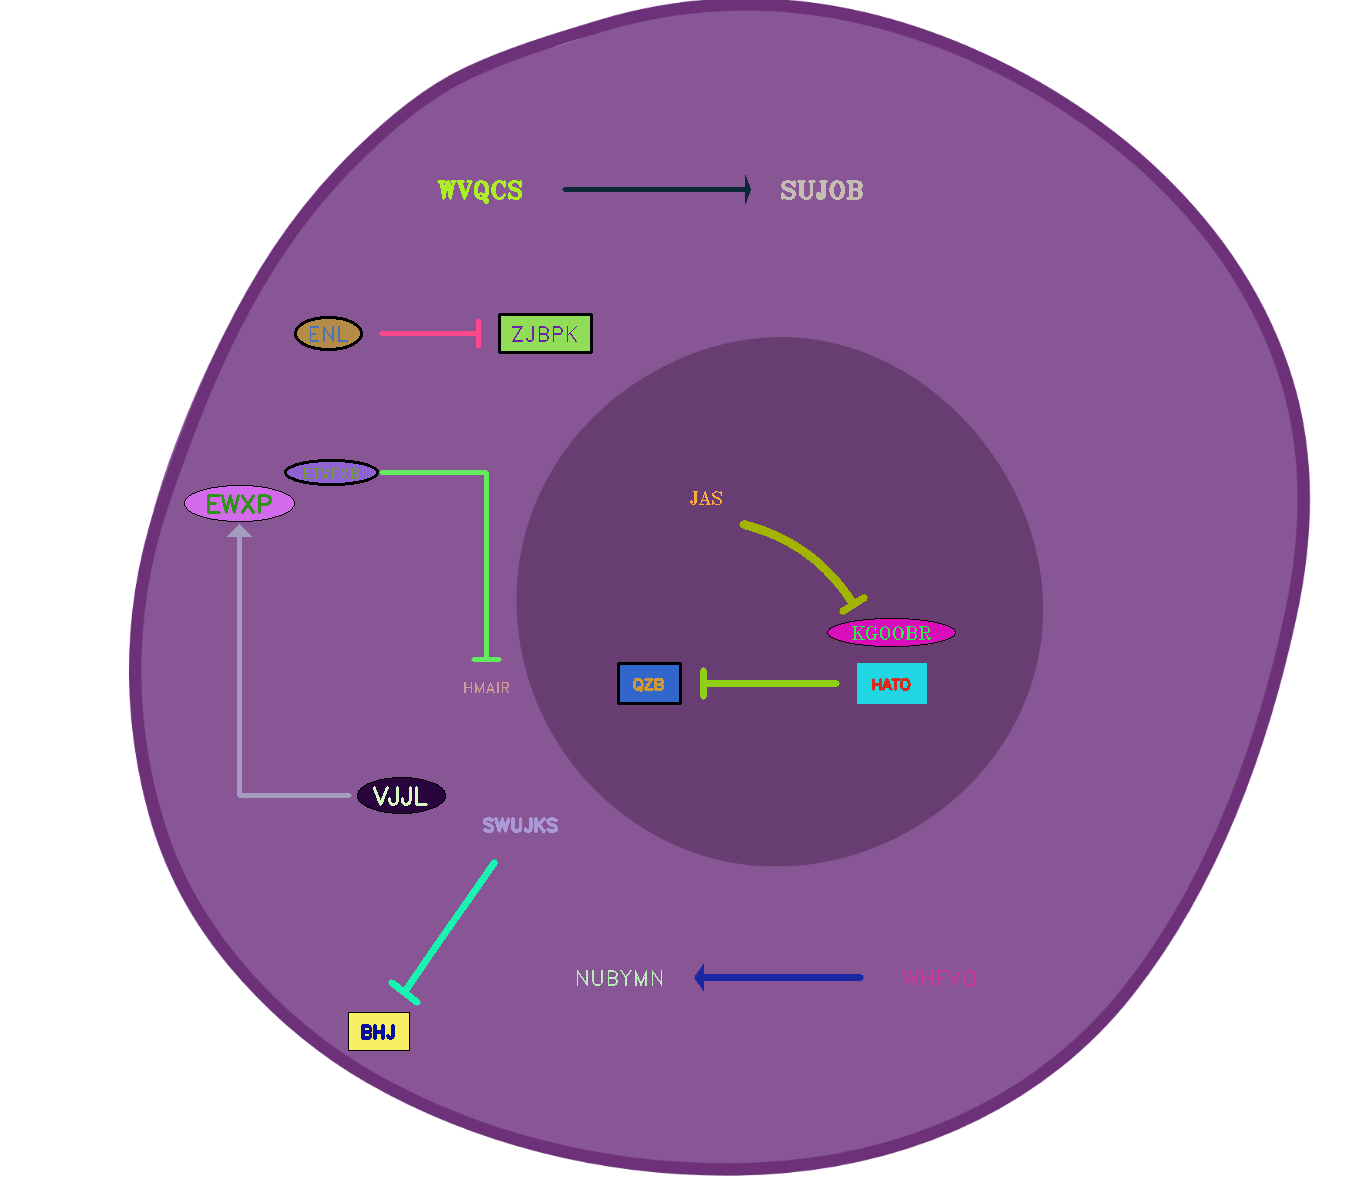 WVQCS
SUJOB
ENL
ZJBPK
EWXP
JAS
KGOOBR
HMAIR
QZB
HATO
VJJL
SWUJKS
NUBYMN
WHFVQ
BHJ